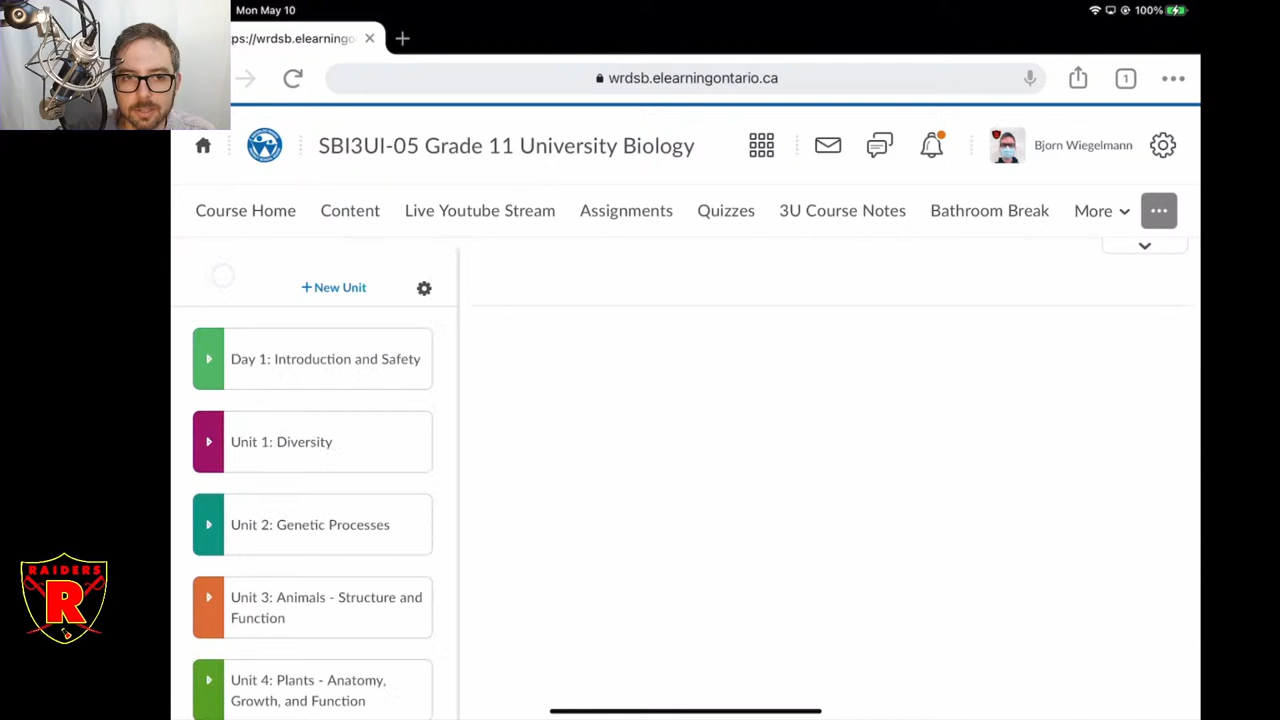 Mon May 10
100%
ps://wrdsb.elearningo
wrdsb.elearningontario.ca
1
SBI3UI-05 Grade 11 University Biology
Bjorn Wiegelmann
Course Home
Content
Live Youtube Stream
Assignments
Quizzes
3U Course Notes
Bathroom Break
More
+ New Unit
Day 1: Introduction and Safety
Unit 1: Diversity
Unit 2: Genetic Processes
Unit 3: Animals - Structure and
Function
Unit 4: Plants - Anatomy,
Growth, and Function
RAIDERS
R